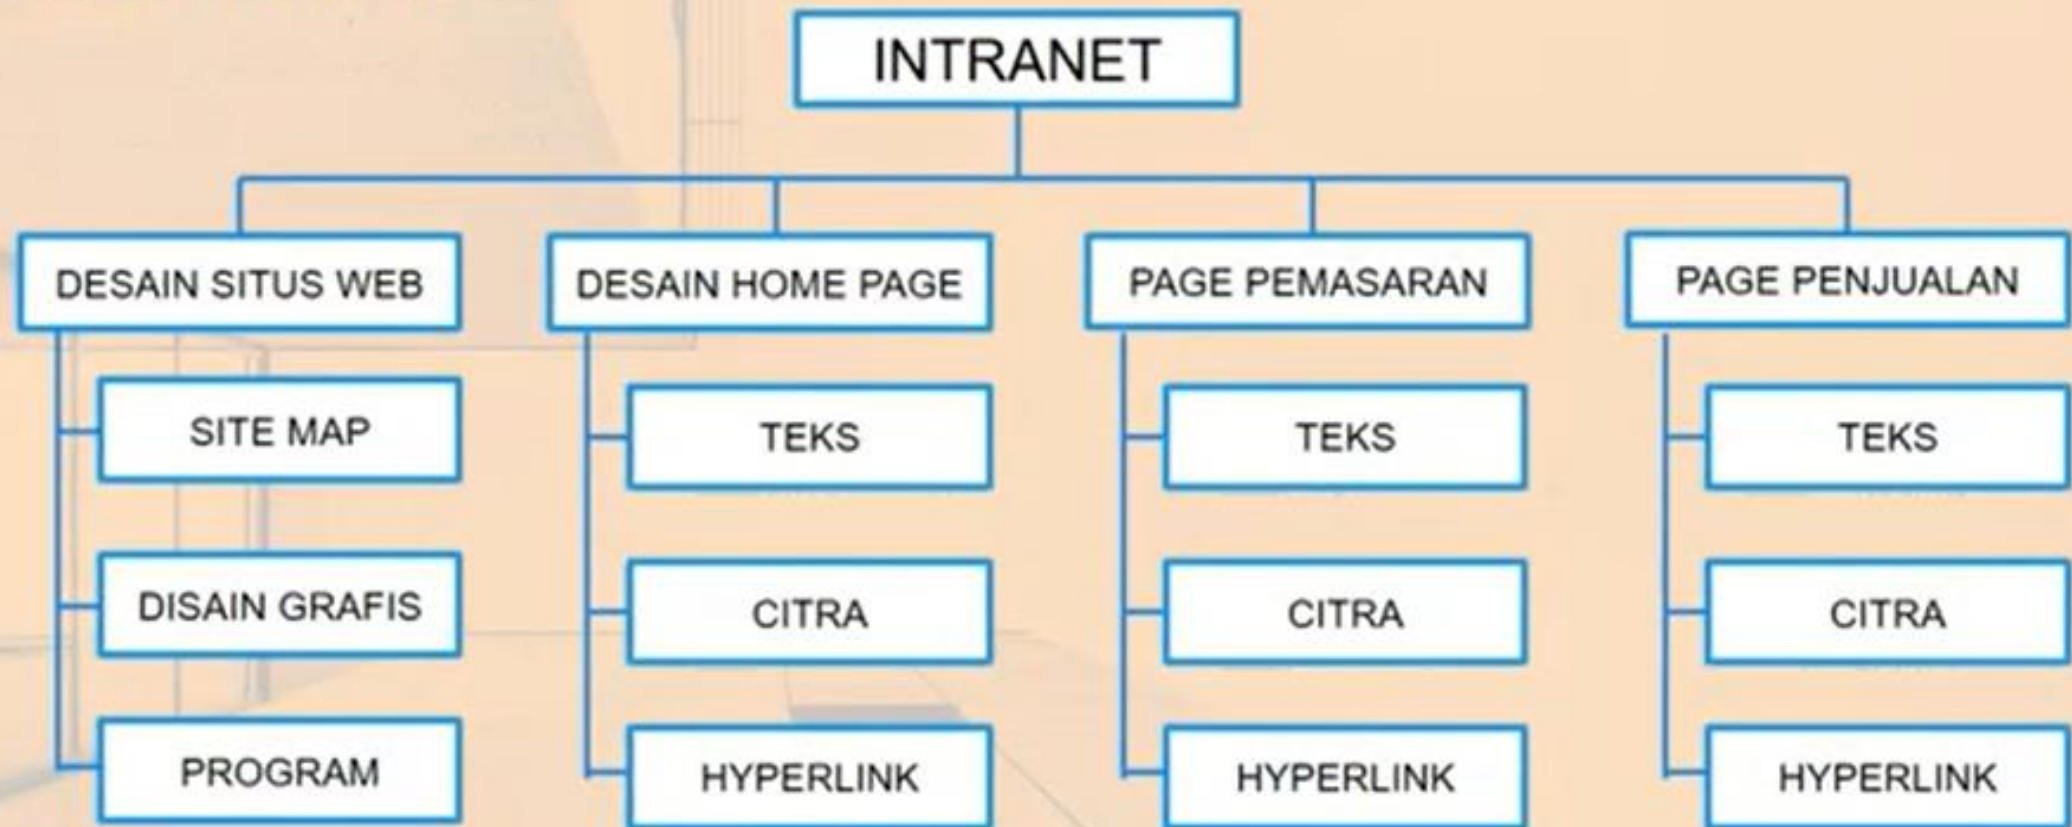 INTRANET
DESAIN SITUS WEB
SITE MAP
DISAIN GRAFIS
PROGRAM
DESAIN HOME PAGE
TEKS
CITRA
HYPERLINK
PAGE PEMASARAN
TEKS
CITRA
HYPERLINK
PAGE PENJUALAN
TEKS
CITRA
HYPERLINK